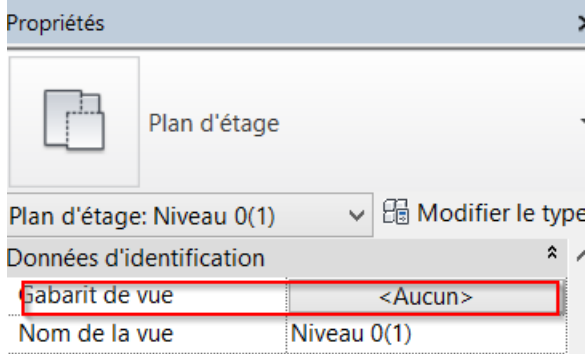 Propriétés
Plan d'étage
Plan d'étage: Niveau 0(1) Modifier le type
Données d'identification
Gabarit de vue <Aucun>
Nom de la vue Niveau 0(1)